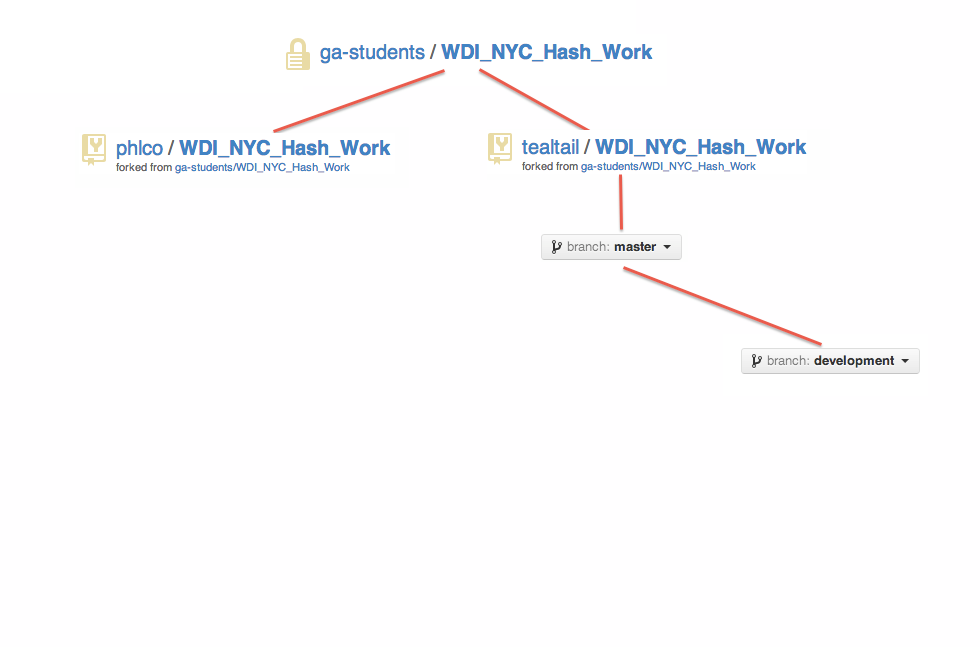 ga-students / WDI_NYC_Hash_Work
phlco / WDI_NYC_Hash_Work
forked from ga-students/WDI_NYC_Hash_Work
tealtail / WDI_NYC_Hash_Work
forked from ga-students/WDI_NYC_Hash_Work
branch: master
branch: development